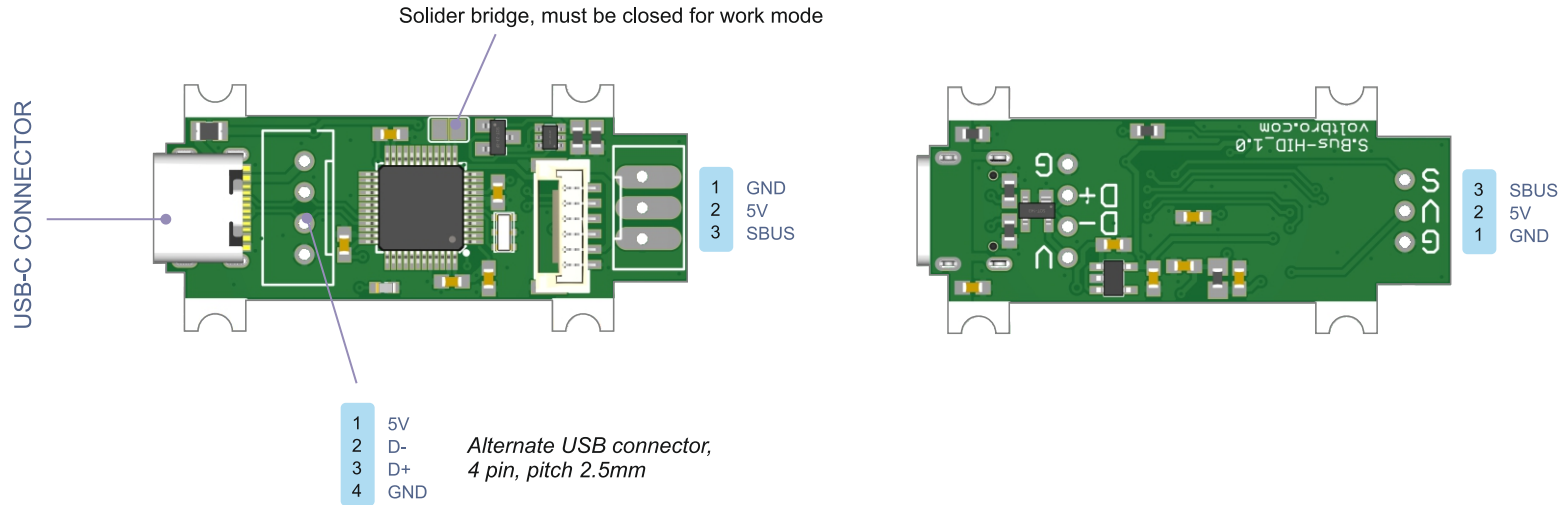 Solider bridge, must be closed for work mode
USB-C CONNECTOR
1 GND
2 5V
3 SBUS
1 5V
2 D-
3 D+
4 GND
Alternate USB connector,
4 pin, pitch 2.5mm
S.Bus-HID_1.0
voltbro.com
G
D+
D-
V
S
V
G
3 SBUS
2 5V
1 GND